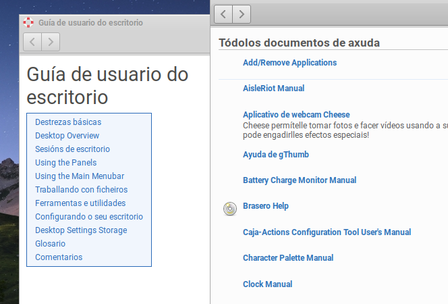 Guía de usuario do escritorio
Guía de usuario do
escritorio
Destrezas básicas
Desktop Overview
Sesións de escritorio
Using the Panels
Using the Main Menubar
Traballando con ficheiros
Ferramentas e utilidades
Configurando o seu escritorio
Desktop Settings Storage
Glosario
Comentarios
Tódolos documentos de axuda
Add/Remove Applications
AisleRiot Manual
Aplicativo de webcam Cheese
Cheese permítelle tomar fotos e facer vídeos usando a
pode engadirlles efectos especiais!
Ayuda de gThumb
Battery Charge Monitor Manual
Brasero Help
Caja-Actions Configuration Tool User's Manual
Character Palette Manual
Clock Manual